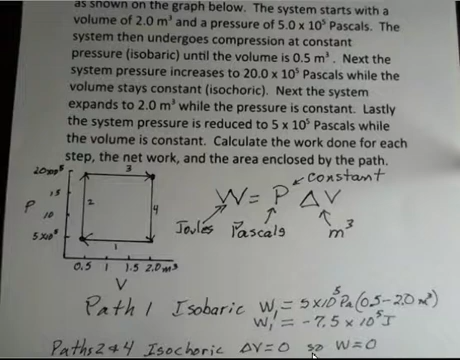 as shown on the graph below. The system starts with a
volume of 2.0 m³ and a pressure of 5.0 x 10⁵ Pascals. The
system then undergoes compression at constant
pressure (isobaric) until the volume is 0.5 m³. Next the
system pressure increases to 20.0 x 10⁵ Pascals while the
volume stays constant (isochoric). Next the system
expands to 2.0 m³ while the pressure is constant. Lastly
the system pressure is reduced to 5 x 10⁵ Pascals while
the volume is constant. Calculate the work done for each
step, the net work, and the area enclosed by the path.
constant
W = P ΔV
Joules Pascals m³
20x10⁵
15
P
10
5x10⁵
3
2
4
1
0.5 1 1.5 2.0 m³
V
Path 1 Isobaric W₁ = 5x10⁵Pa(0.5-2.0m³)
W₁ = -7.5 x 10⁵ J
Paths 2 & 4 Isochoric ΔV=0 so W=0